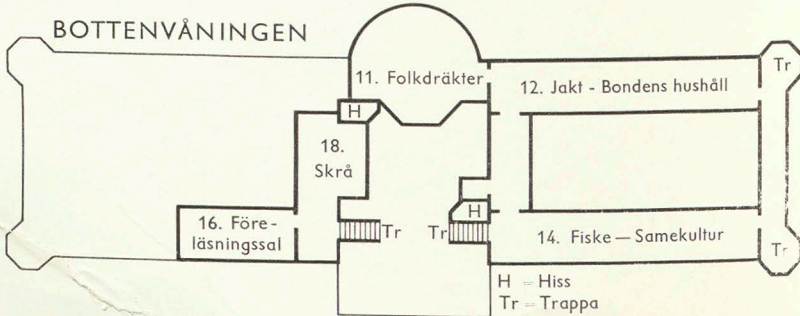 BOTTENVÅNINGEN
11. Folkdräkter
12. Jakt - Bondens hushåll
Tr
H
18.
Skrå
H
16. Före-
läsningssal
Tr
Tr
14. Fiske — Samekultur
Tr
H = Hiss
Tr = Trappa